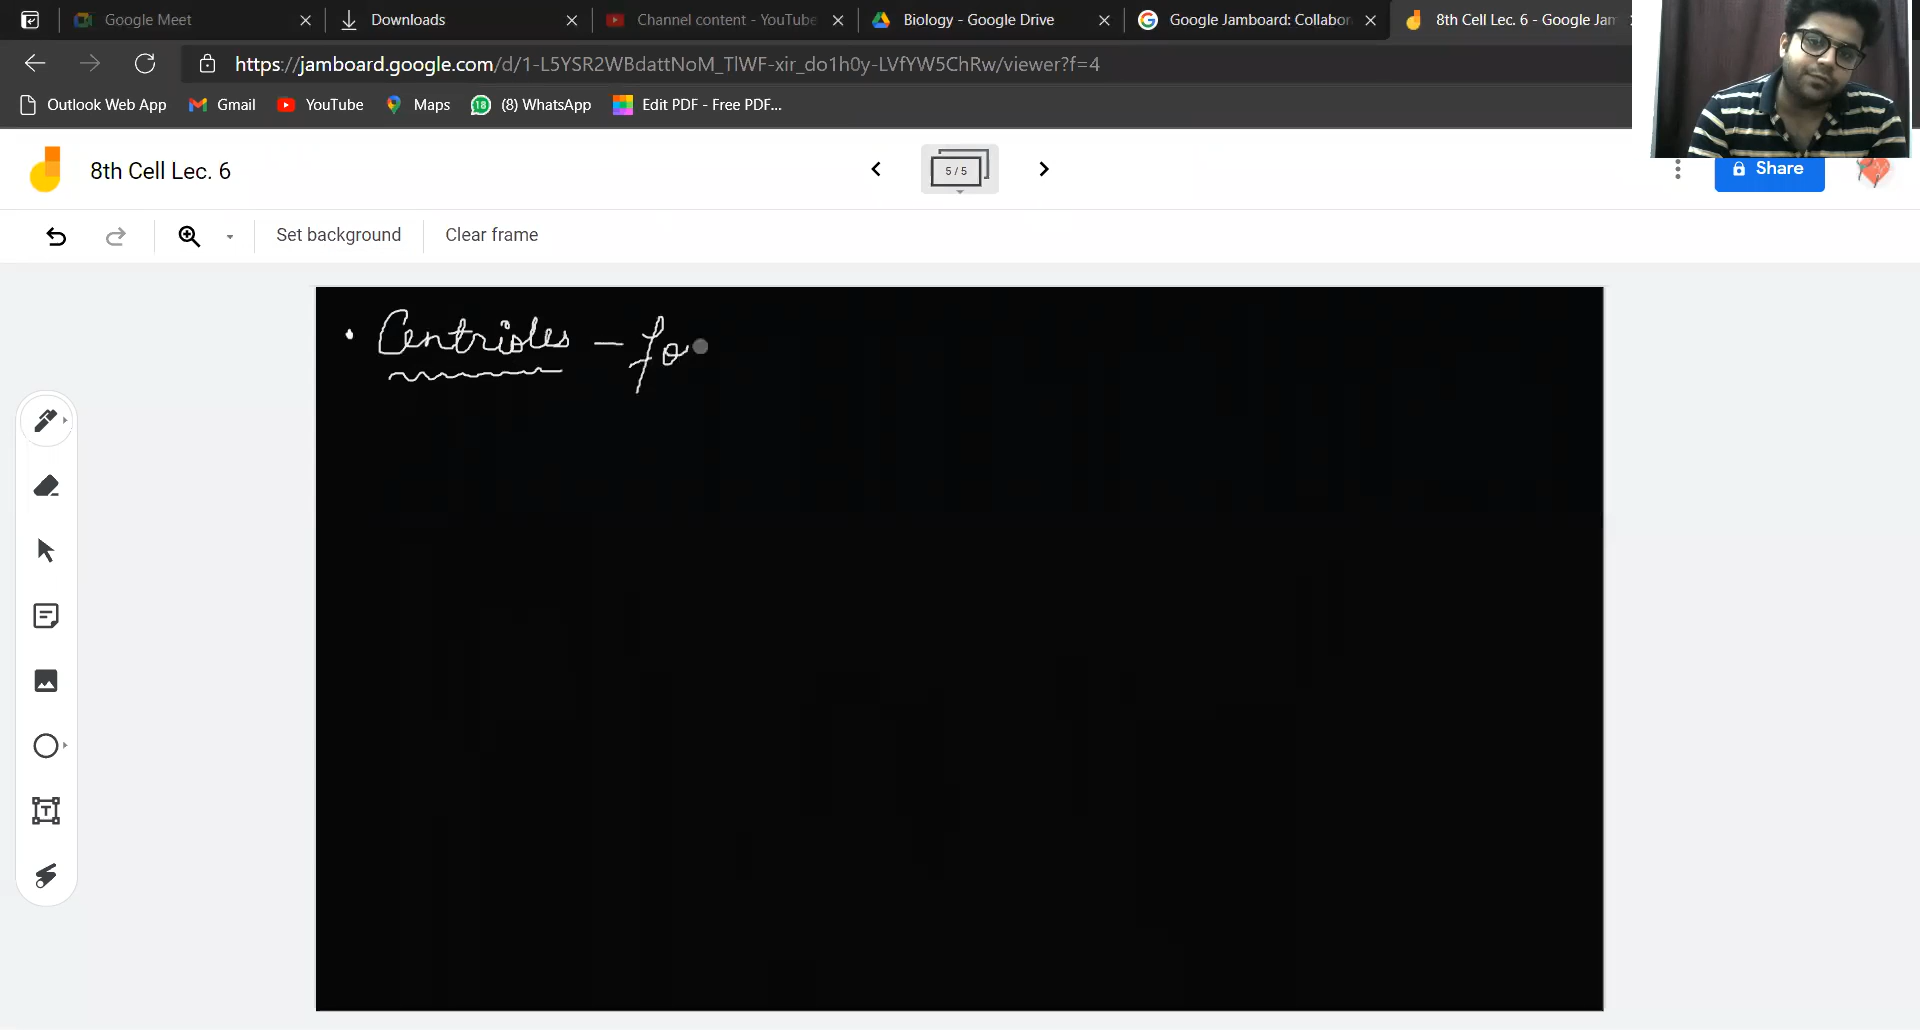 Google Meet
Downloads
Channel content - YouTube
Biology - Google Drive
Google Jamboard: Collabor
8th Cell Lec. 6 - Google Jam
https://jamboard.google.com/d/1-L5YSR2WBdattNoM_TlWF-xir_do1h0y-LVfYW5ChRw/viewer?f=4
Outlook Web App
Gmail
YouTube
Maps
18
(8) WhatsApp
Edit PDF - Free PDF...
8th Cell Lec. 6
5 / 5
Share
Set background
Clear frame
• Centrioles – fo